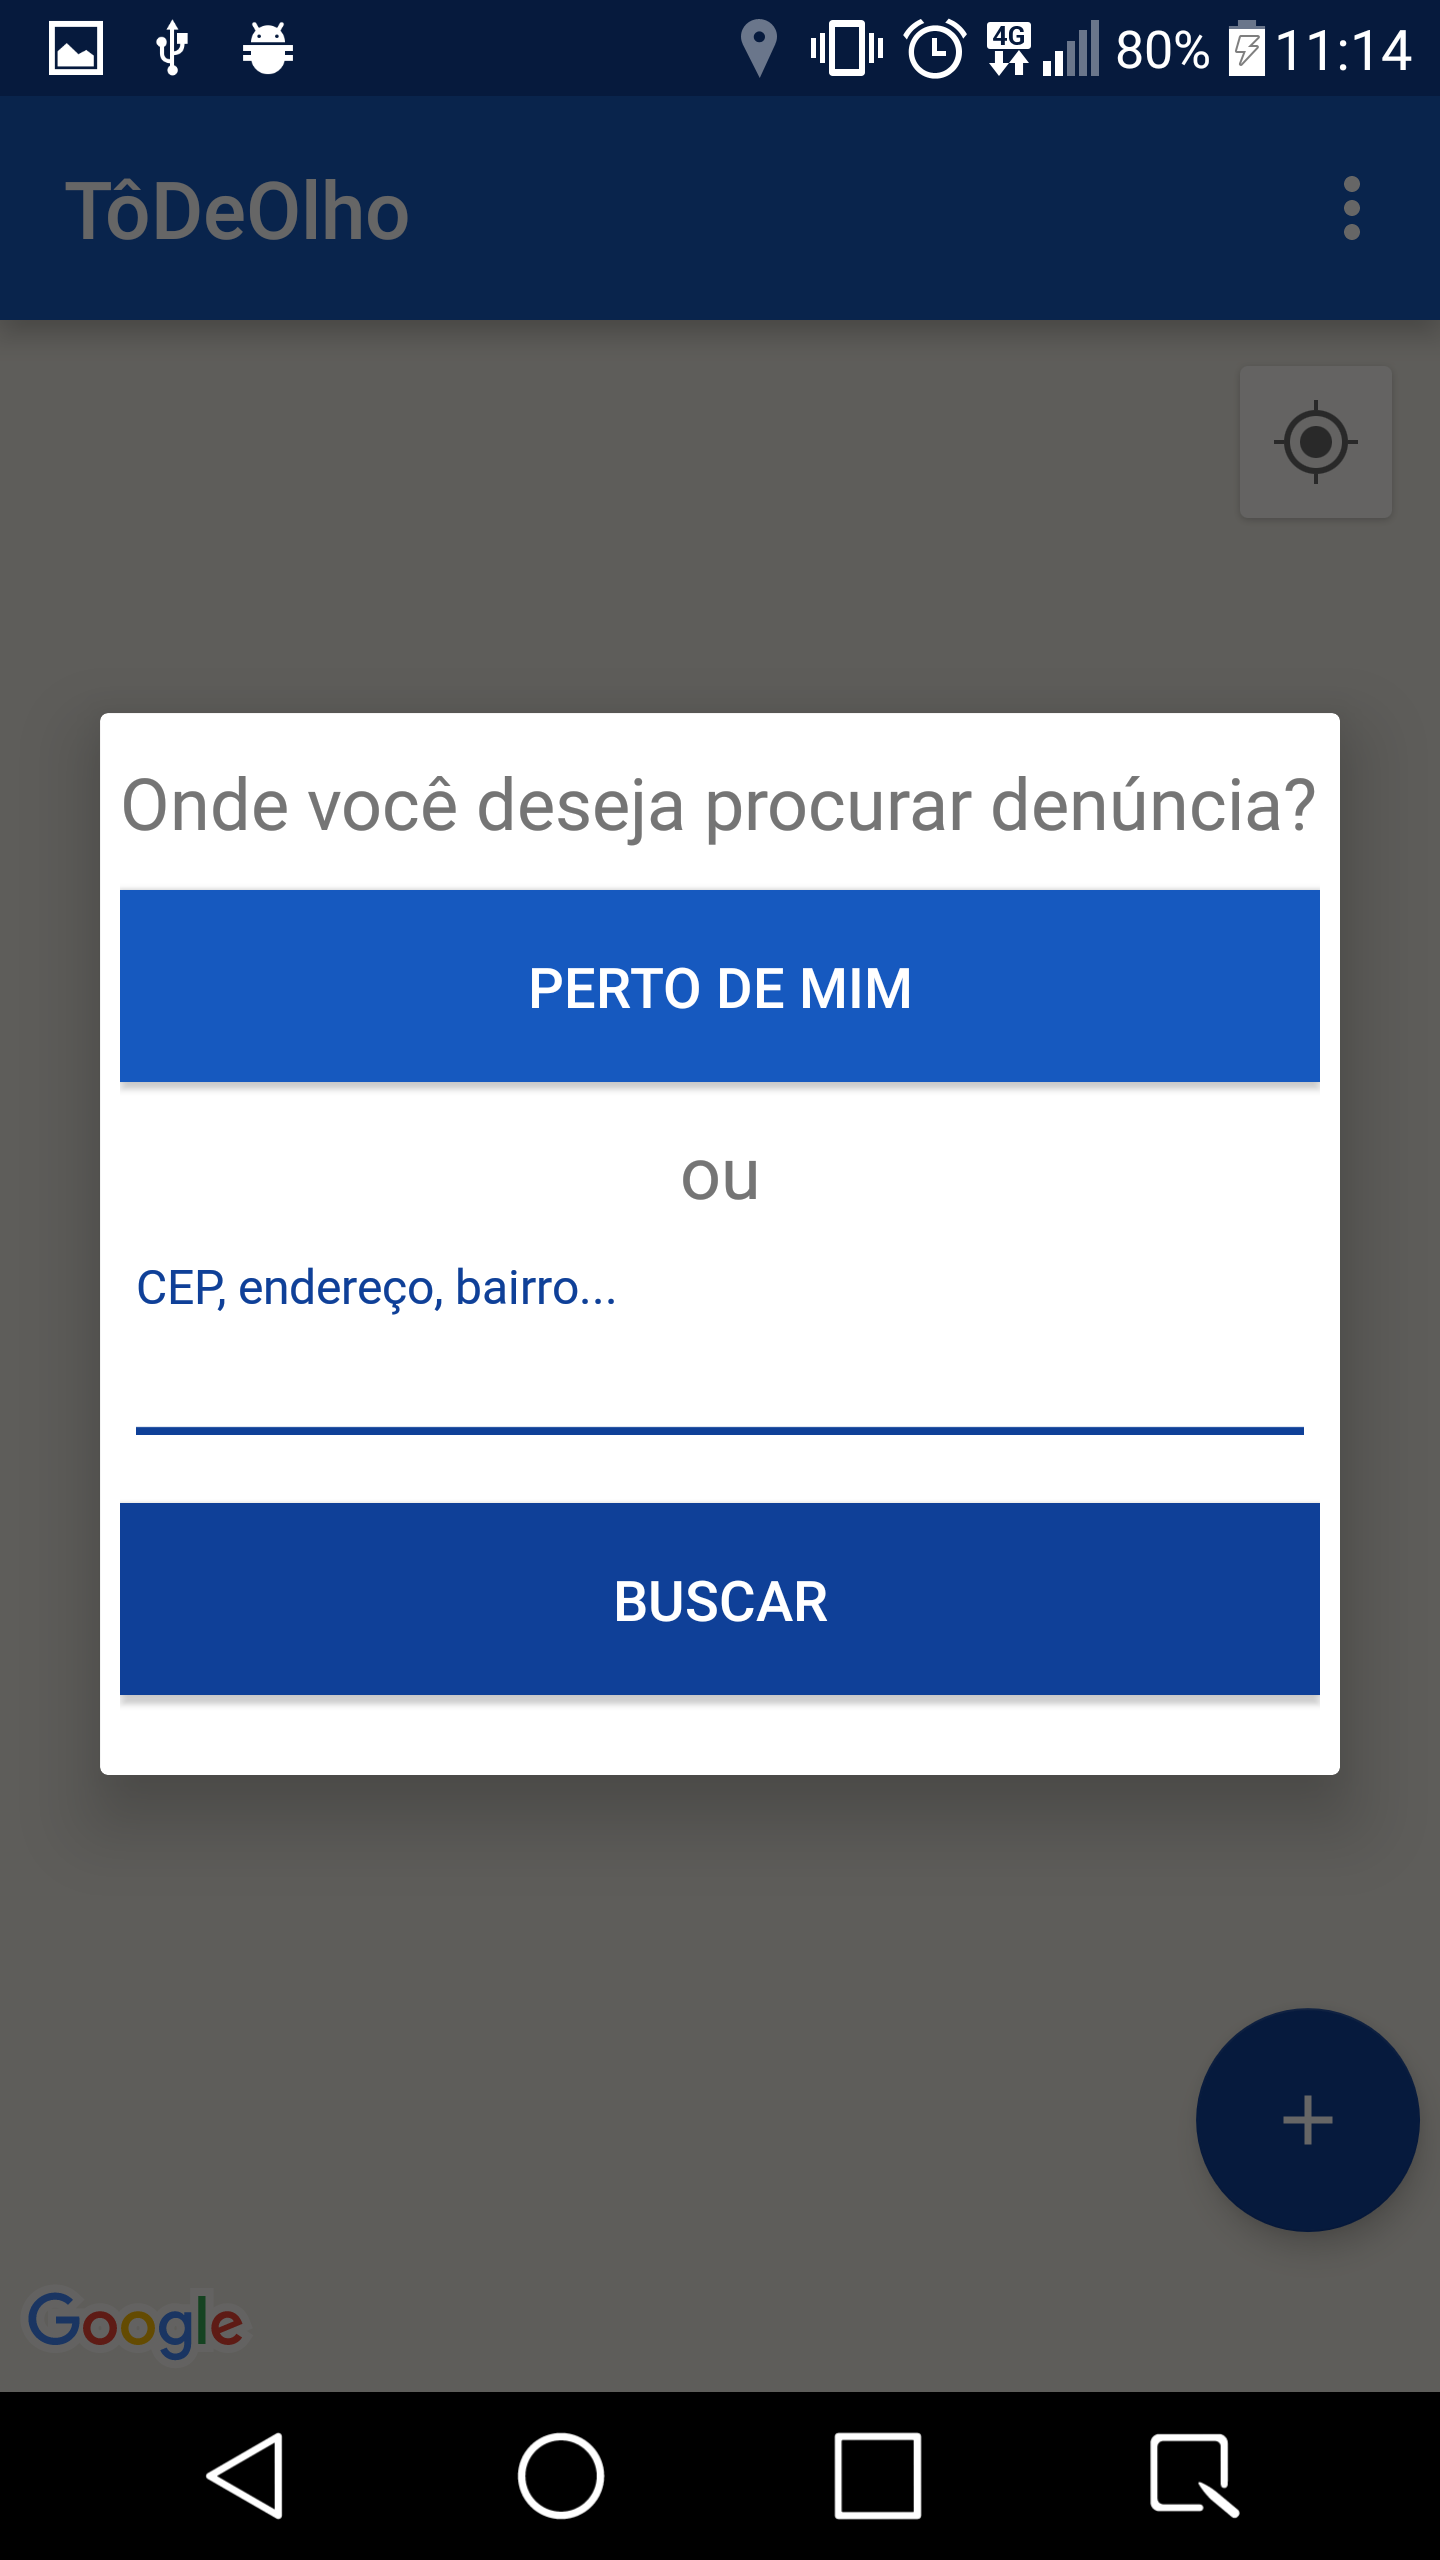 4G 80% 11:14
TôDeOlho
Onde você deseja procurar denúncia?
PERTO DE MIM
ou
CEP, endereço, bairro...
BUSCAR
Google